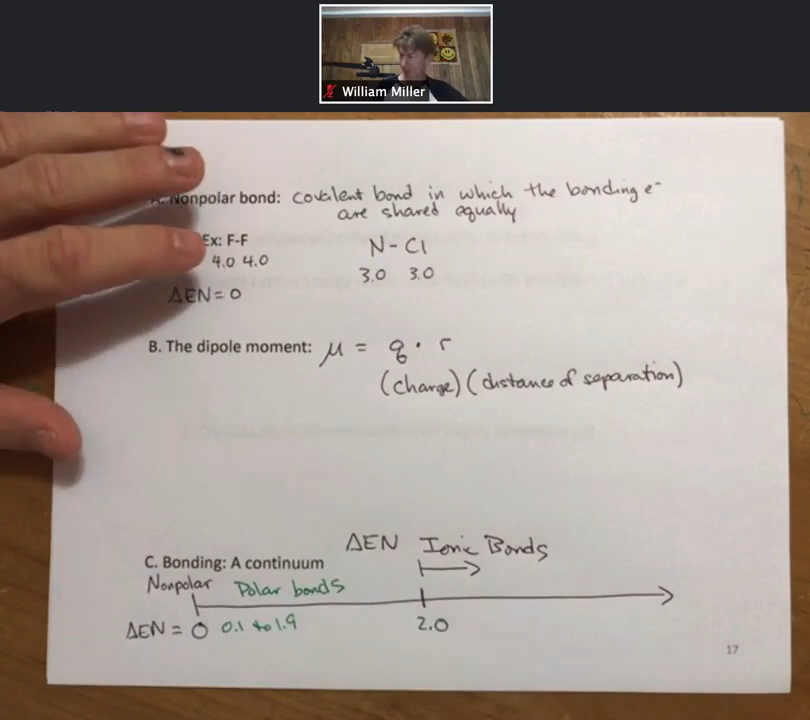 William Miller
A. Nonpolar bond: covalent bond in which the bonding e⁻
are shared equally
Ex: F-F
N-Cl
4.0 4.0
3.0 3.0
ΔEN = 0
B. The dipole moment: μ = q · r
(charge) (distance of separation)
ΔEN Ionic Bonds
C. Bonding: A continuum
Nonpolar Polar bonds
ΔEN = 0 0.1 to 1.9 2.0
17